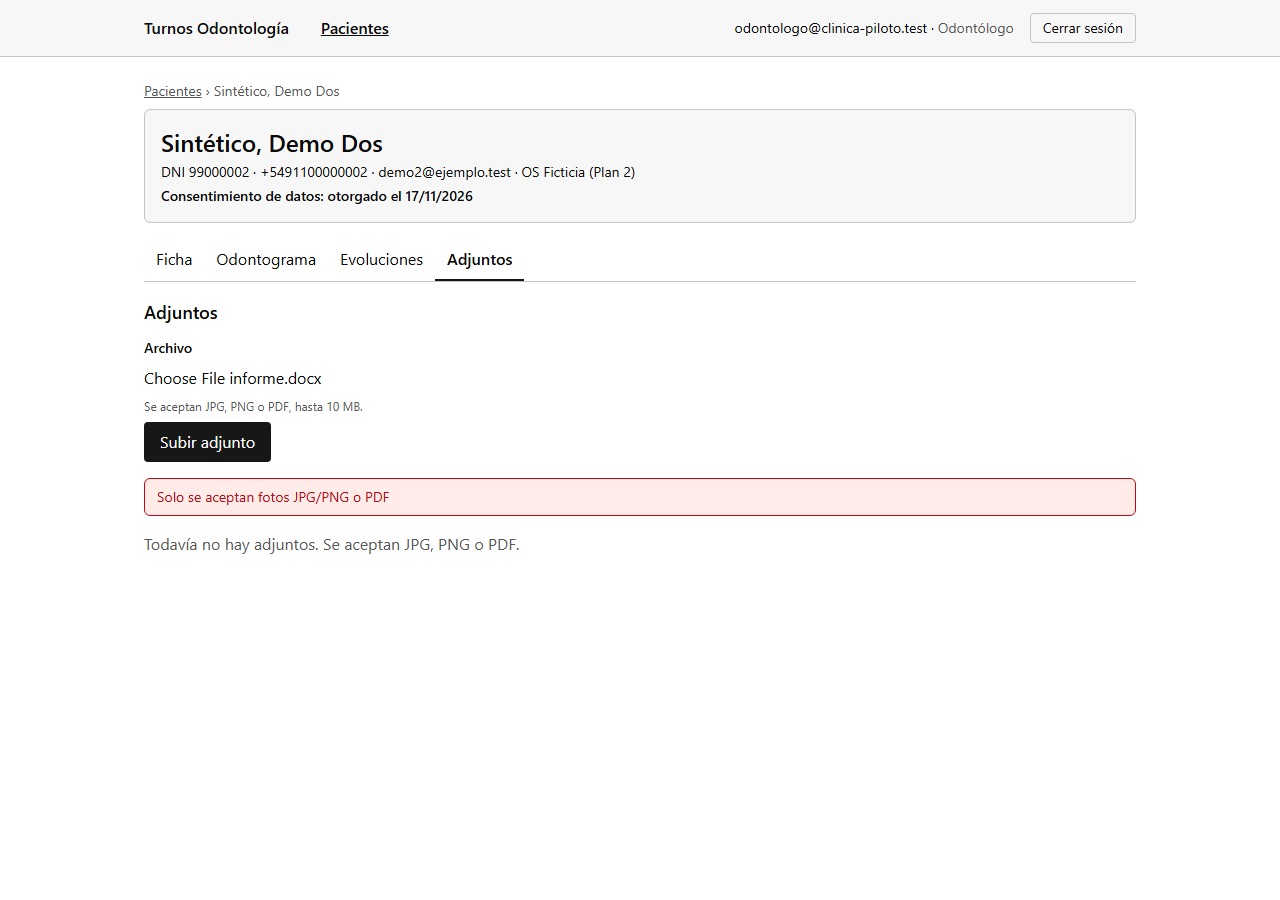 Turnos Odontología Pacientes odontologo@clinica-piloto.test · Odontólogo Cerrar sesión
Pacientes › Sintético, Demo Dos
Sintético, Demo Dos
DNI 99000002 · +5491100000002 · demo2@ejemplo.test · OS Ficticia (Plan 2)
Consentimiento de datos: otorgado el 17/11/2026
Ficha Odontograma Evoluciones Adjuntos
Adjuntos
Archivo
Choose File informe.docx
Se aceptan JPG, PNG o PDF, hasta 10 MB.
Subir adjunto
Solo se aceptan fotos JPG/PNG o PDF
Todavía no hay adjuntos. Se aceptan JPG, PNG o PDF.